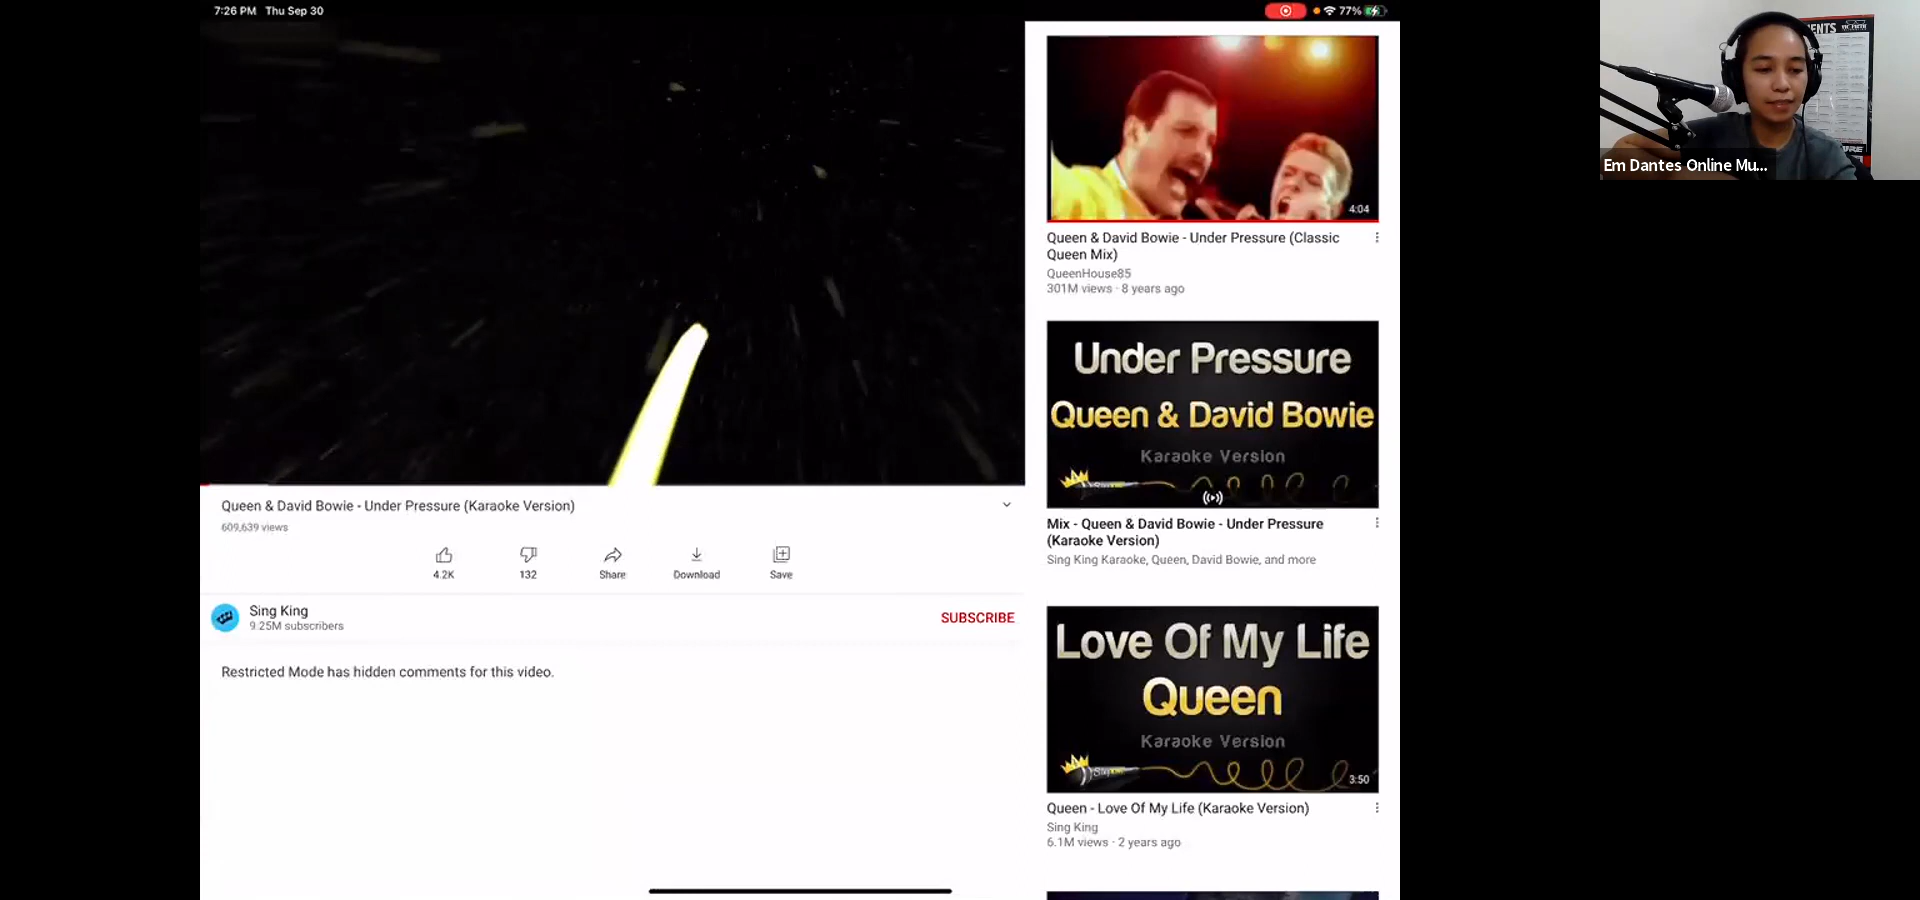 7:26 PM Thu Sep 30
77%
Queen & David Bowie - Under Pressure (Karaoke Version)
609,639 views
4.2K
132
Share
Download
Save
Sing King
9.25M subscribers
SUBSCRIBE
Restricted Mode has hidden comments for this video.
4:04
Queen & David Bowie - Under Pressure (Classic
Queen Mix)
QueenHouse85
301M views · 8 years ago
Under Pressure
Queen & David Bowie
Karaoke Version
Mix - Queen & David Bowie - Under Pressure
(Karaoke Version)
Sing King Karaoke, Queen, David Bowie, and more
Love Of My Life
Queen
Karaoke Version
3:50
Queen - Love Of My Life (Karaoke Version)
Sing King
6.1M views · 2 years ago
Em Dantes Online Mu...